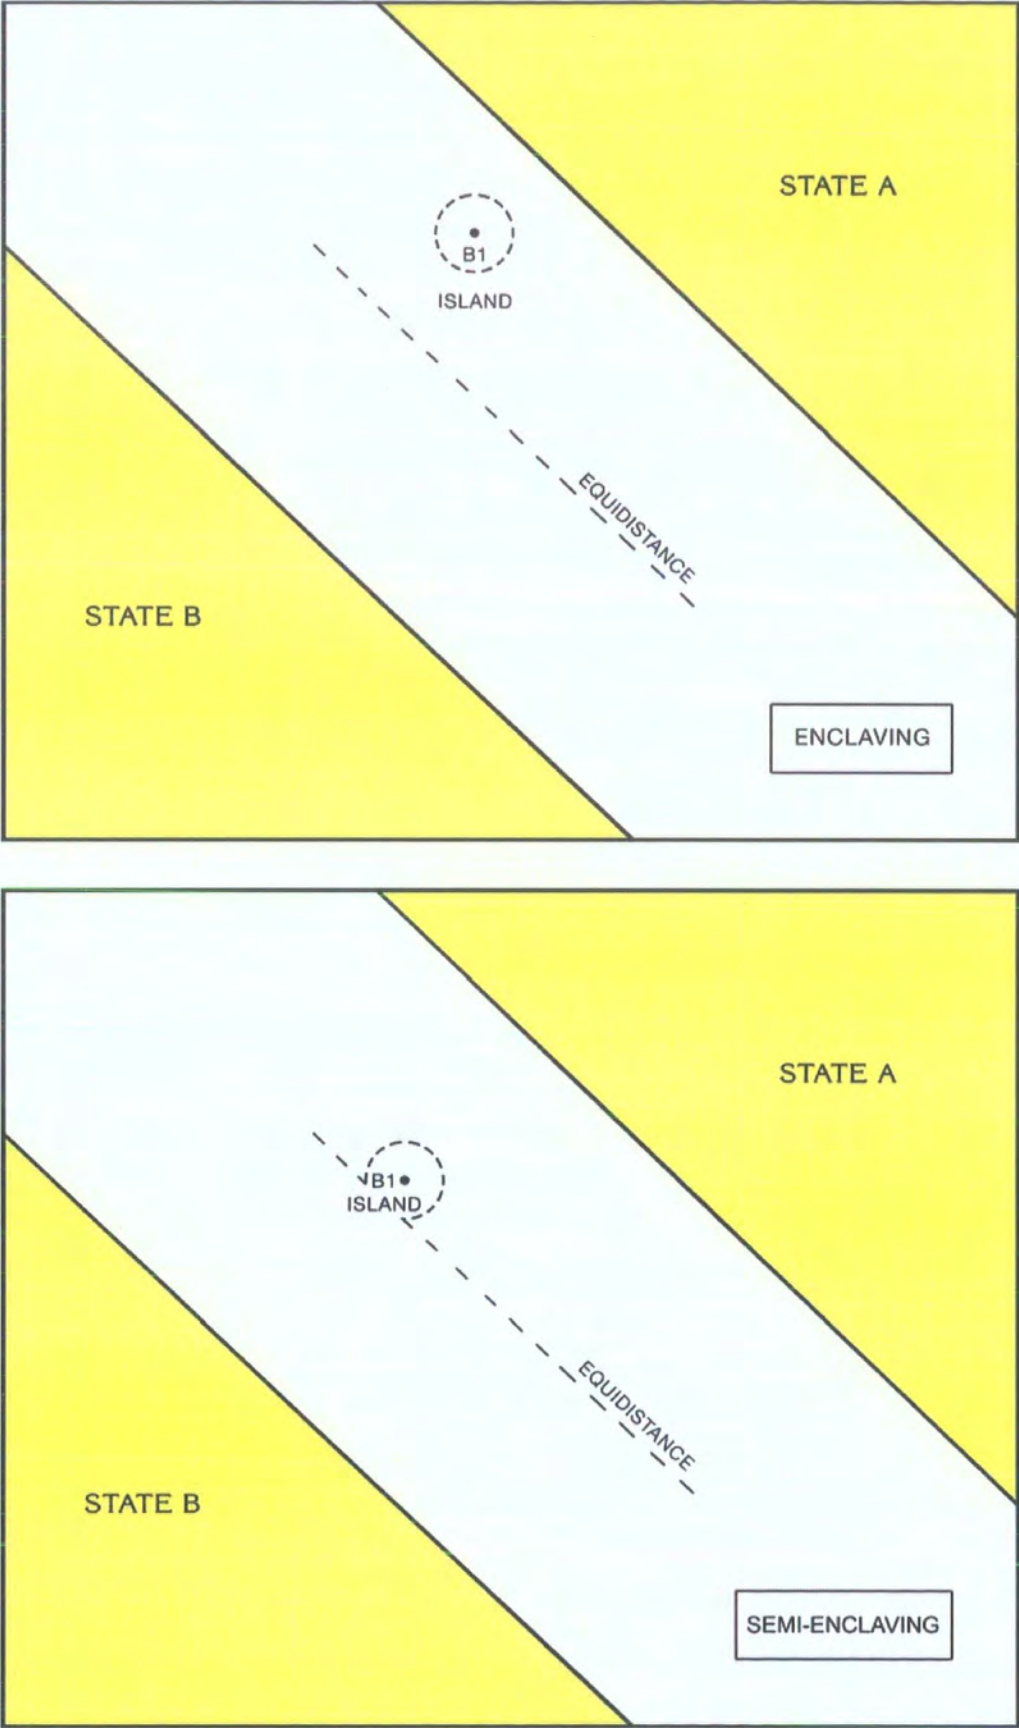 STATE A
B1
ISLAND
EQUIDISTANCE
STATE B
ENCLAVING
STATE A
B1
ISLAND
EQUIDISTANCE
STATE B
SEMI-ENCLAVING